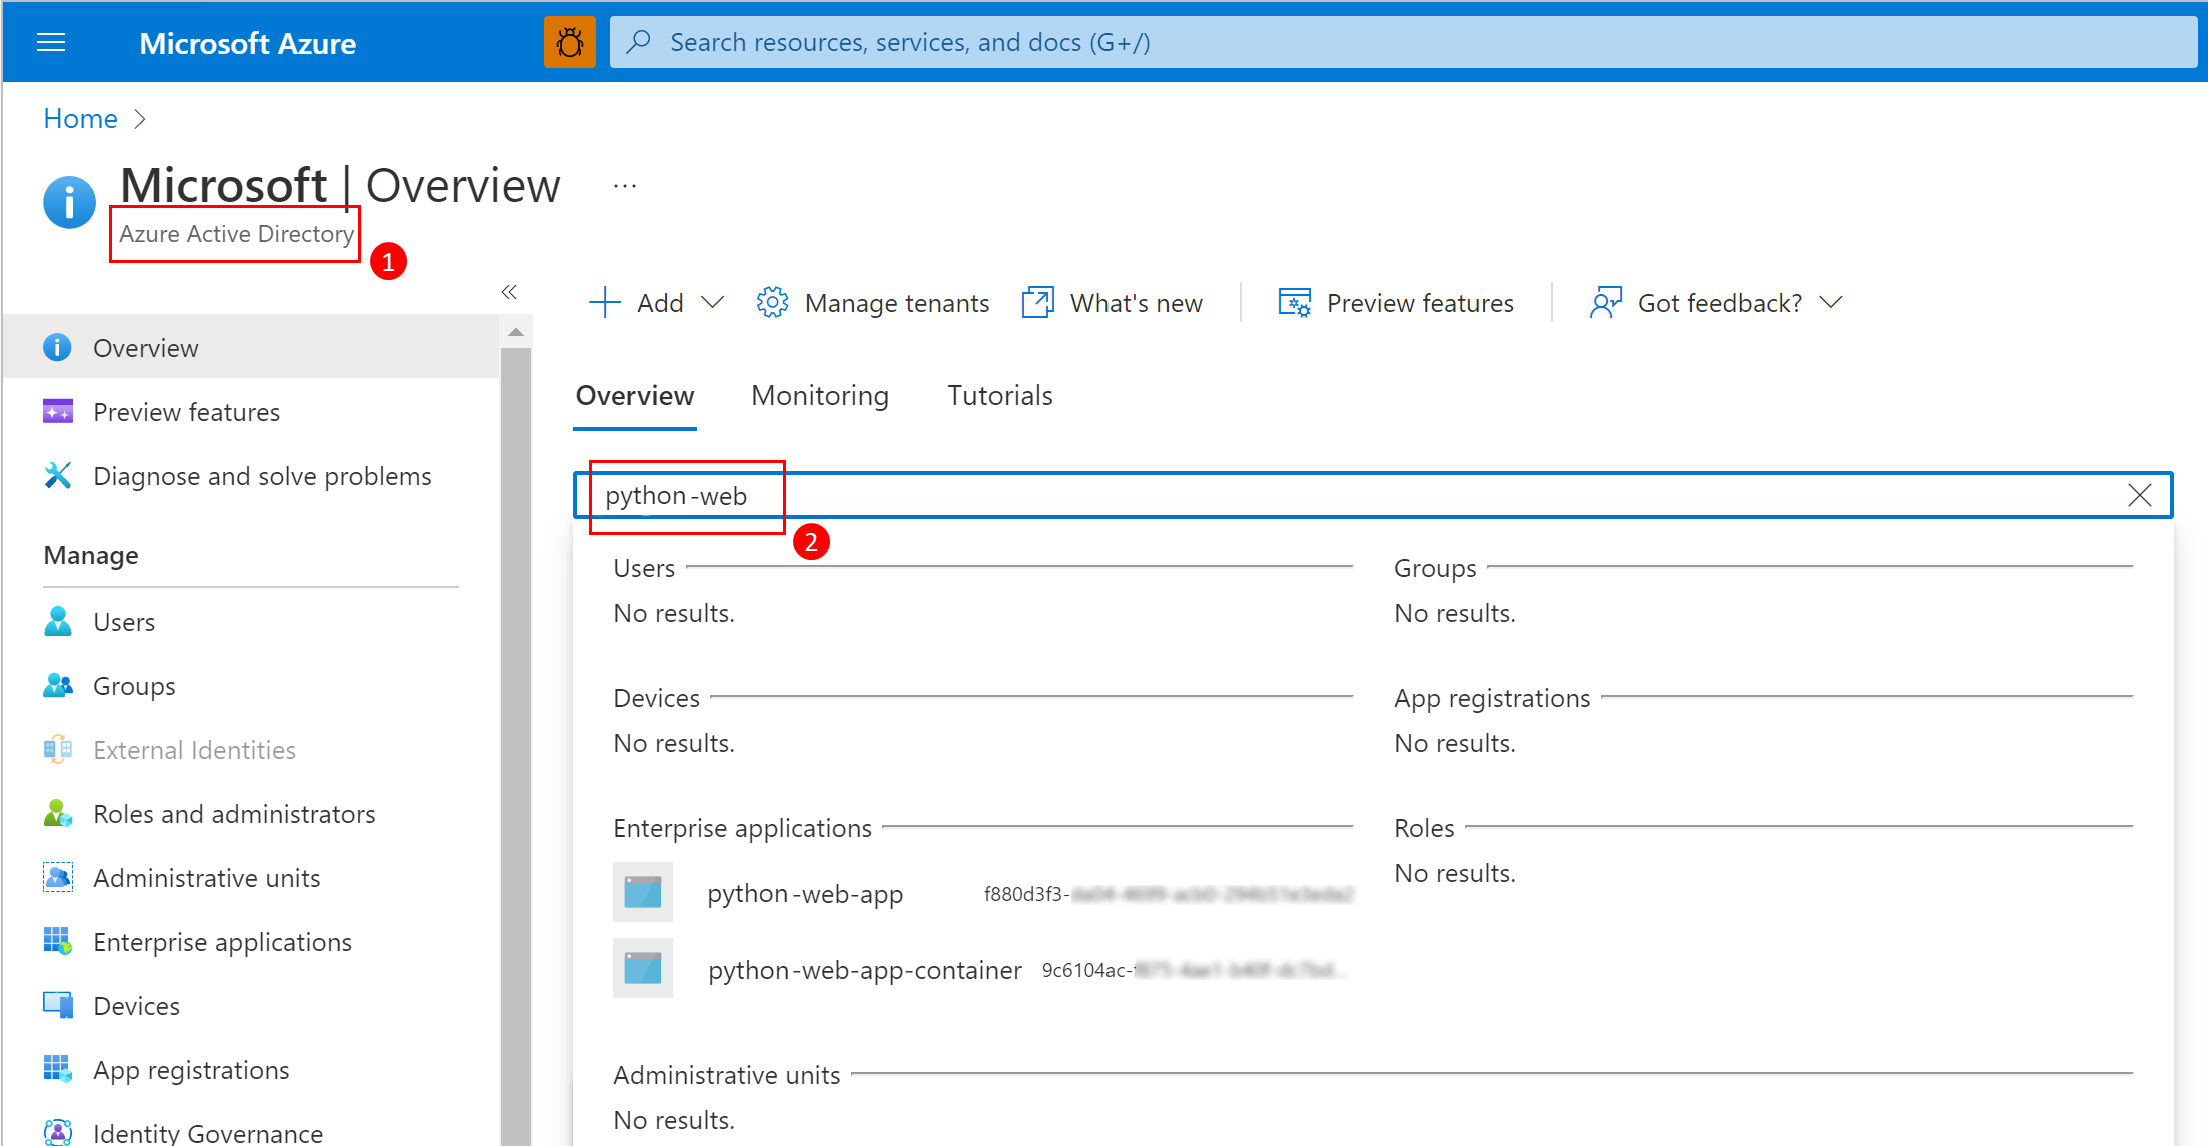 Microsoft Azure
Search resources, services, and docs (G+/)
Home
Microsoft | Overview
...
Azure Active Directory
1
«
Overview
Preview features
Diagnose and solve problems
Manage
Users
Groups
External Identities
Roles and administrators
Administrative units
Enterprise applications
Devices
App registrations
Identity Governance
Add
Manage tenants
What's new
Preview features
Got feedback?
Overview
Monitoring
Tutorials
python-web
2
Users
No results.
Groups
No results.
Devices
No results.
App registrations
No results.
Enterprise applications
python-web-app f880d3f3-
python-web-app-container 9c6104ac-
Roles
No results.
Administrative units
No results.